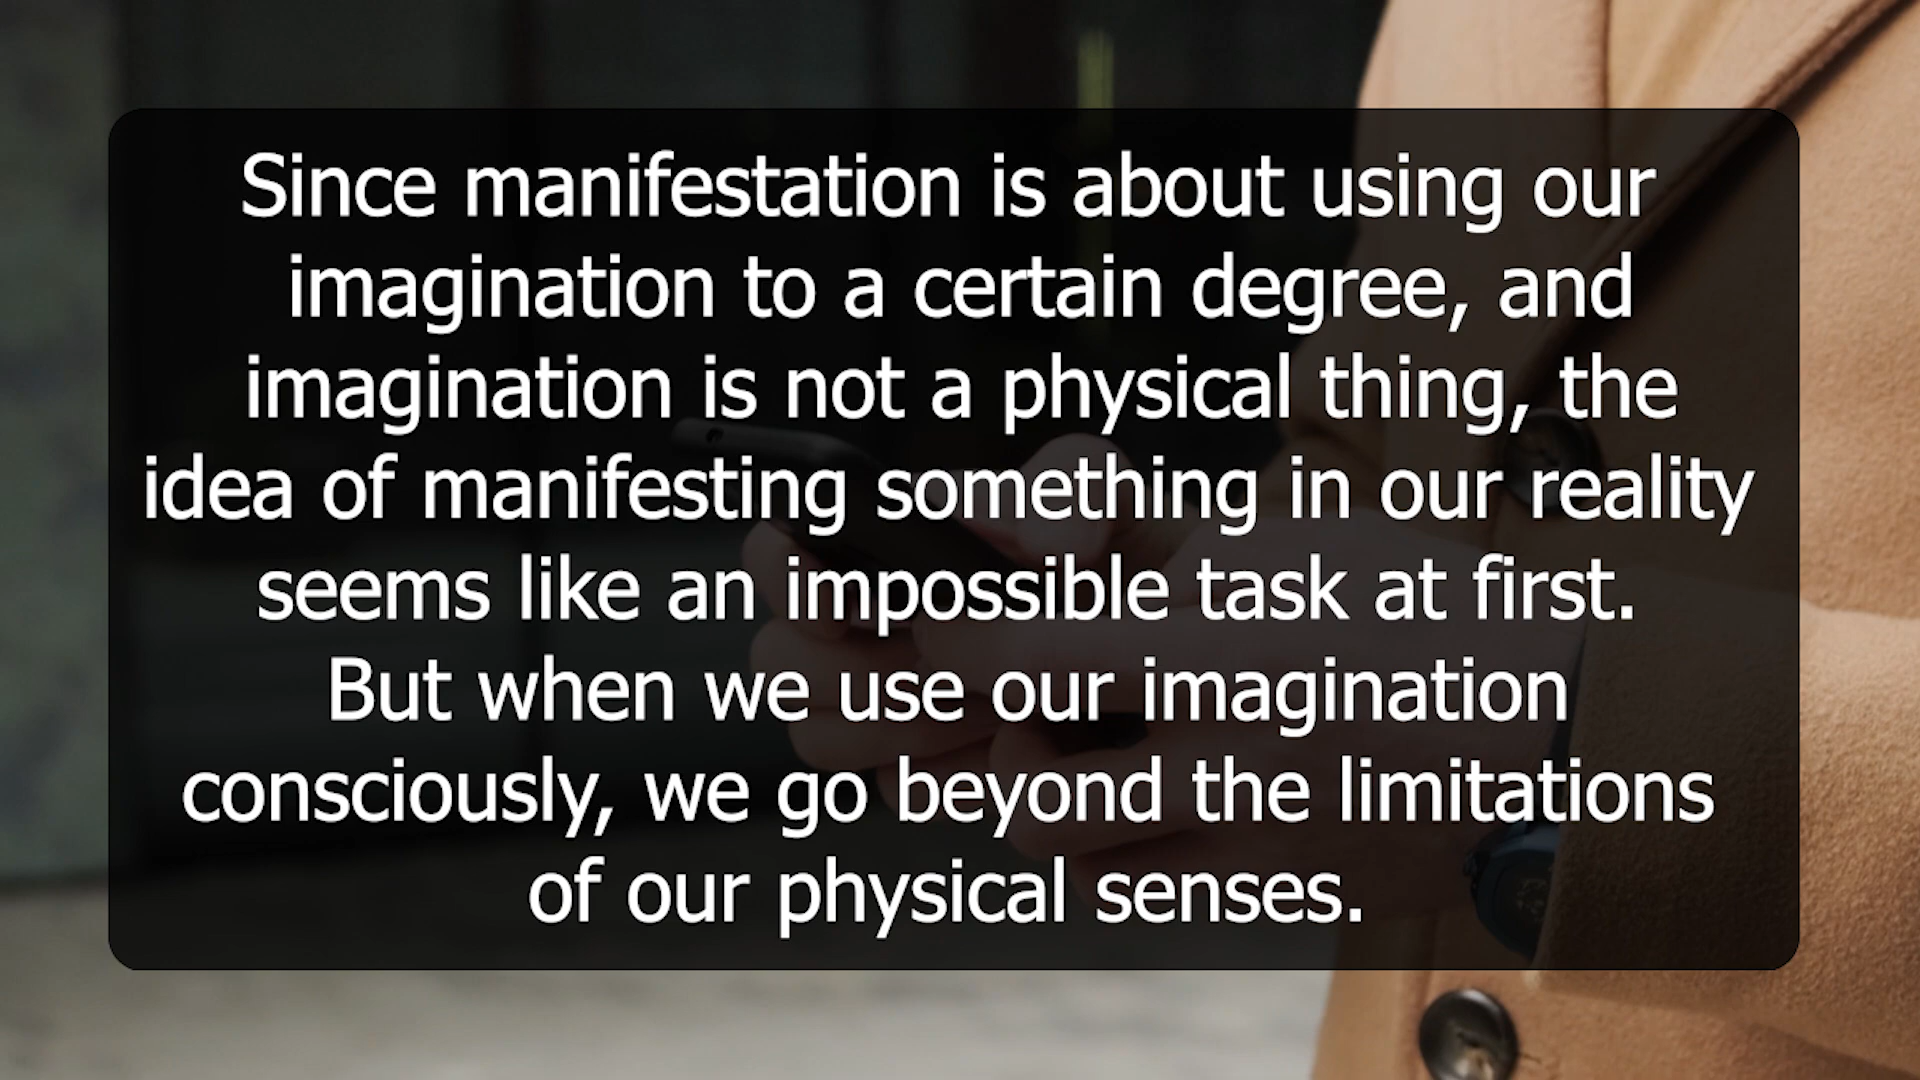 Since manifestation is about using our
imagination to a certain degree, and
imagination is not a physical thing, the
idea of manifesting something in our reality
seems like an impossible task at first.
But when we use our imagination
consciously, we go beyond the limitations
of our physical senses.